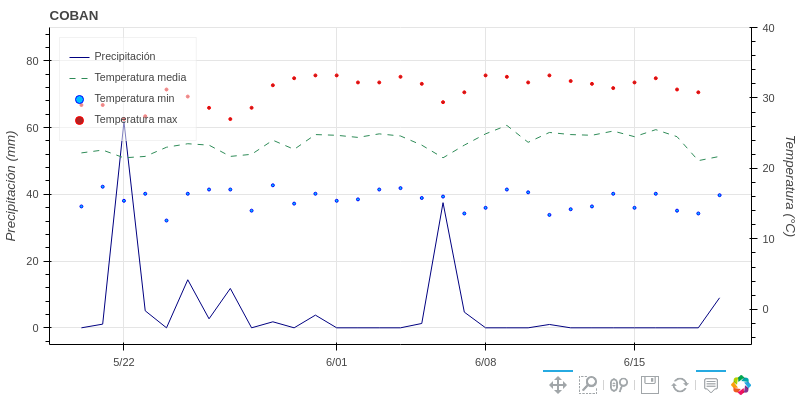 COBAN
Precipitación
Temperatura media
Temperatura min
Temperatura max
80
60
40
20
0
Precipitación (mm)
40
30
20
10
0
Temperatura (°C)
5/22
6/01
6/08
6/15